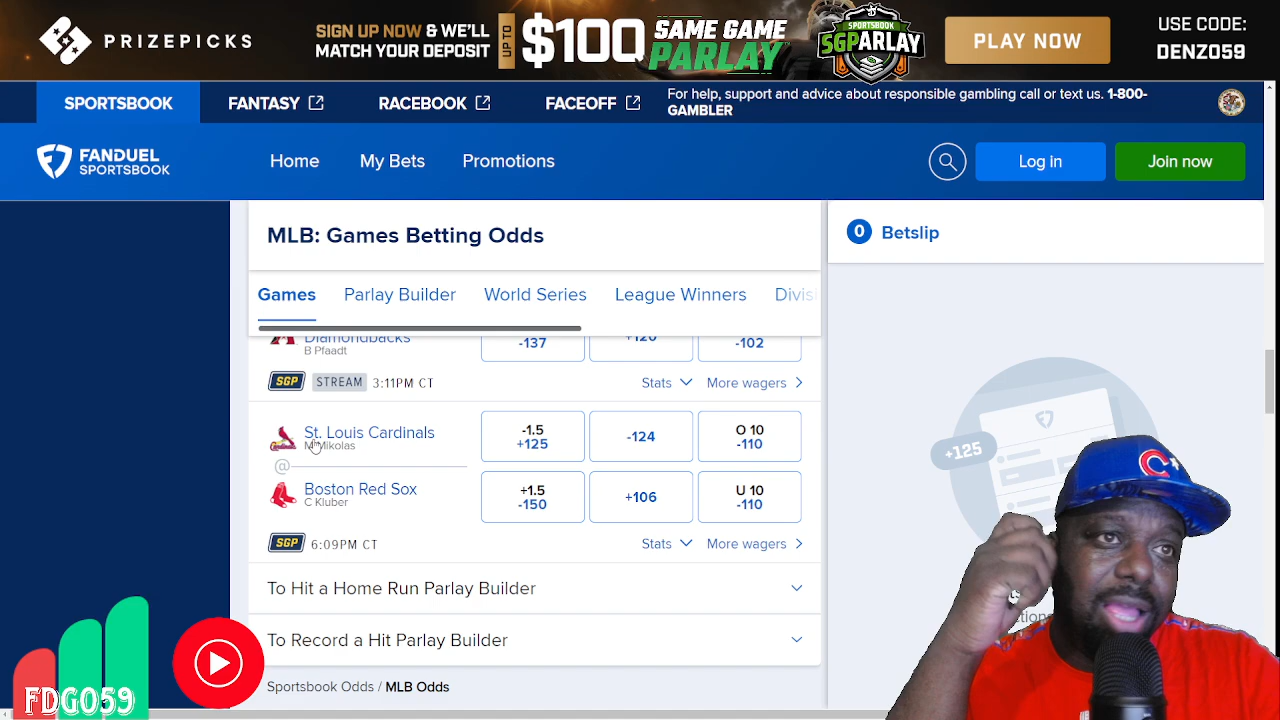 PRIZEPICKS
SIGN UP NOW & WE'LL
MATCH YOUR DEPOSIT
UP TO
$100
SAME GAME
PARLAY
SPORTSBOOK
SGPARLAY
PLAY NOW
USE CODE:
DENZO59
SPORTSBOOK
FANTASY
RACEBOOK
FACEOFF
For help, support and advice about responsible gambling call or text us. 1-800-
GAMBLER
FANDUEL
SPORTSBOOK
Home
My Bets
Promotions
Log in
Join now
MLB: Games Betting Odds
0 Betslip
Games
Parlay Builder
World Series
League Winners
Divisi
Diamondbacks
B Pfaadt
-137
+120
-102
SGP
STREAM
3:11PM CT
Stats
More wagers
St. Louis Cardinals
M Mikolas
-1.5
+125
-124
O 10
-110
@
Boston Red Sox
C Kluber
+1.5
-150
+106
U 10
-110
+125
SGP
6:09PM CT
Stats
More wagers
To Hit a Home Run Parlay Builder
To Record a Hit Parlay Builder
Sportsbook Odds / MLB Odds
FDGO59
C